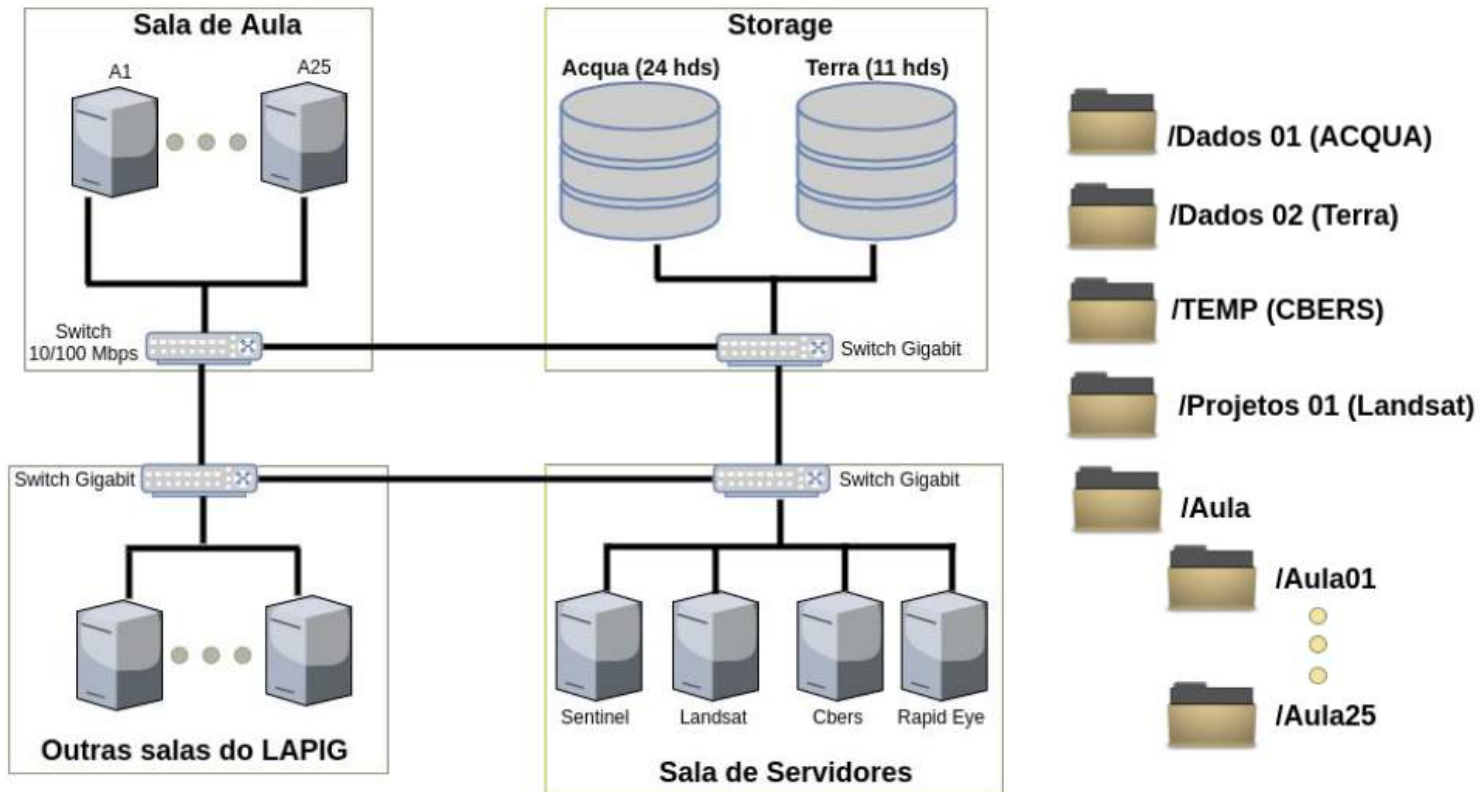 Sala de Aula
A1
A25
Switch
10/100 Mbps
Storage
Acqua (24 hds)
Terra (11 hds)
Switch Gigabit
Switch Gigabit
Outras salas do LAPIG
Switch Gigabit
Sentinel
Landsat
Cbers
Rapid Eye
Sala de Servidores
/Dados 01 (ACQUA)
/Dados 02 (Terra)
/TEMP (CBERS)
/Projetos 01 (Landsat)
/Aula
/Aula01
/Aula25